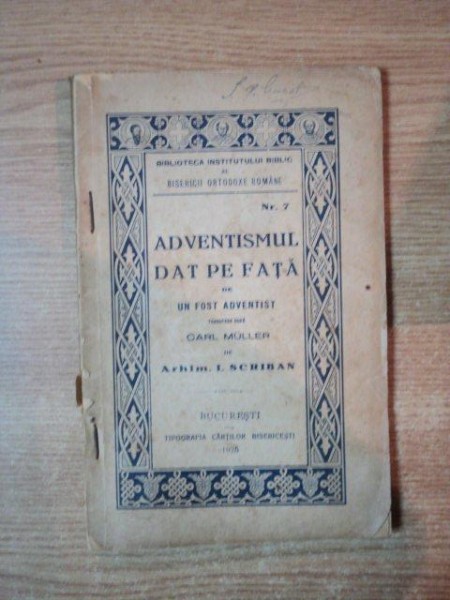 BIBLIOTECA INSTITUTULUI BIBLIC
AL
BISERICII ORTODOXE ROMÂNE
Nr. 7
ADVENTISMUL
DAT PE FAȚĂ
DE
UN FOST ADVENTIST
CARL MÜLLER
DE
Arhim. I. SCRIBAN
BUCUREȘTI
TIPOGRAFIA CĂRȚILOR BISERICEȘTI